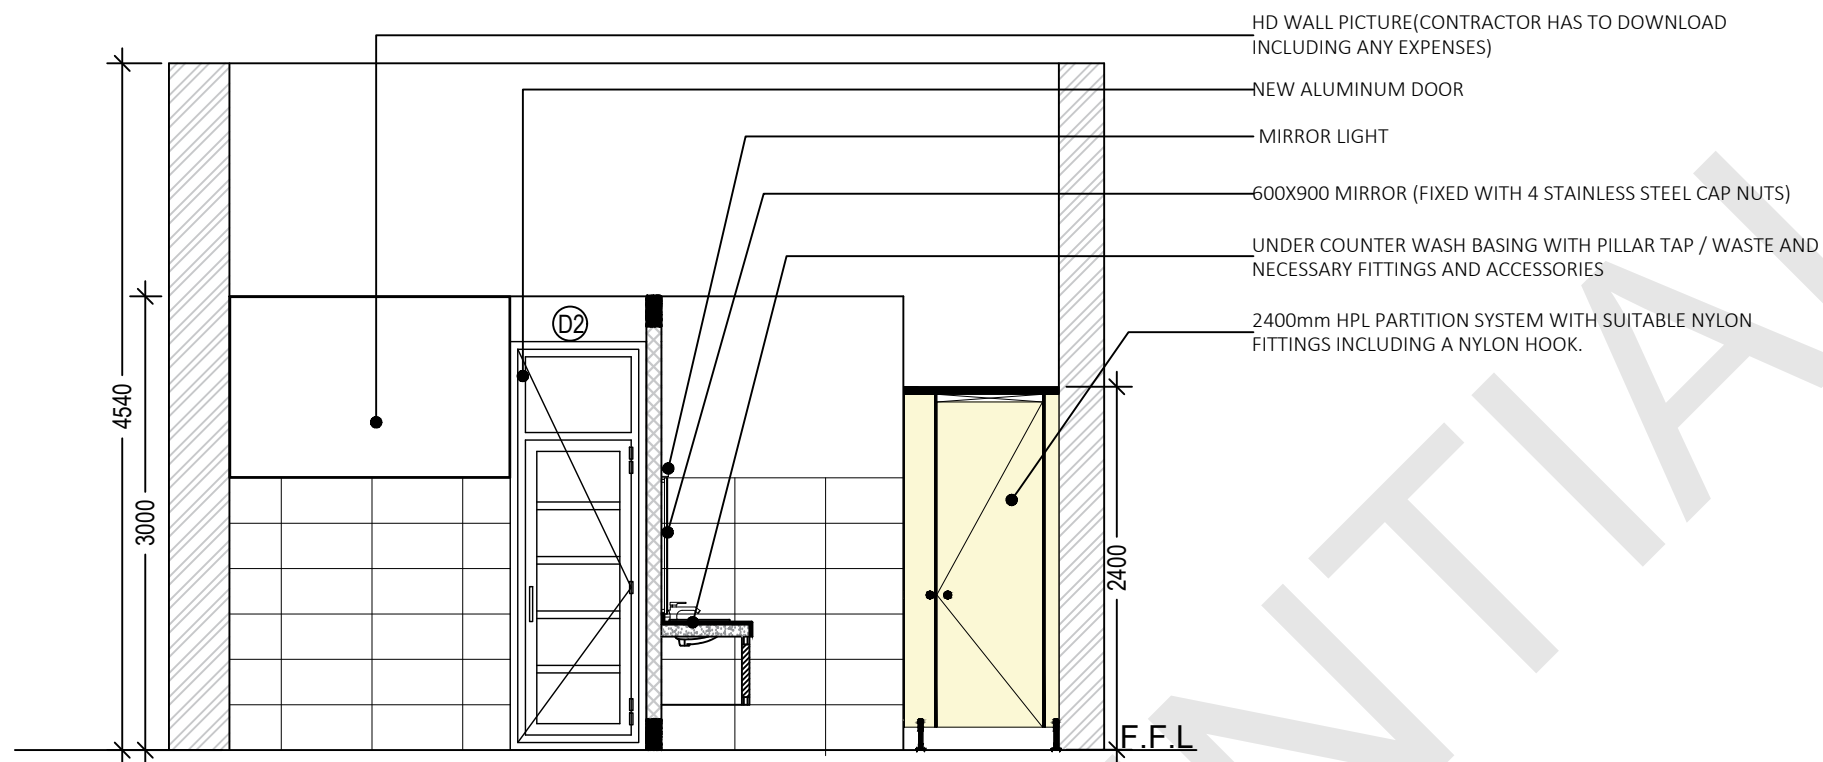 HD WALL PICTURE(CONTRACTOR HAS TO DOWNLOAD
INCLUDING ANY EXPENSES)
NEW ALUMINUM DOOR
MIRROR LIGHT
600X900 MIRROR (FIXED WITH 4 STAINLESS STEEL CAP NUTS)
UNDER COUNTER WASH BASING WITH PILLAR TAP / WASTE AND
NECESSARY FITTINGS AND ACCESSORIES
2400mm HPL PARTITION SYSTEM WITH SUITABLE NYLON
FITTINGS INCLUDING A NYLON HOOK.
D2
4540
3000
2400
F.F.L
NTIAL